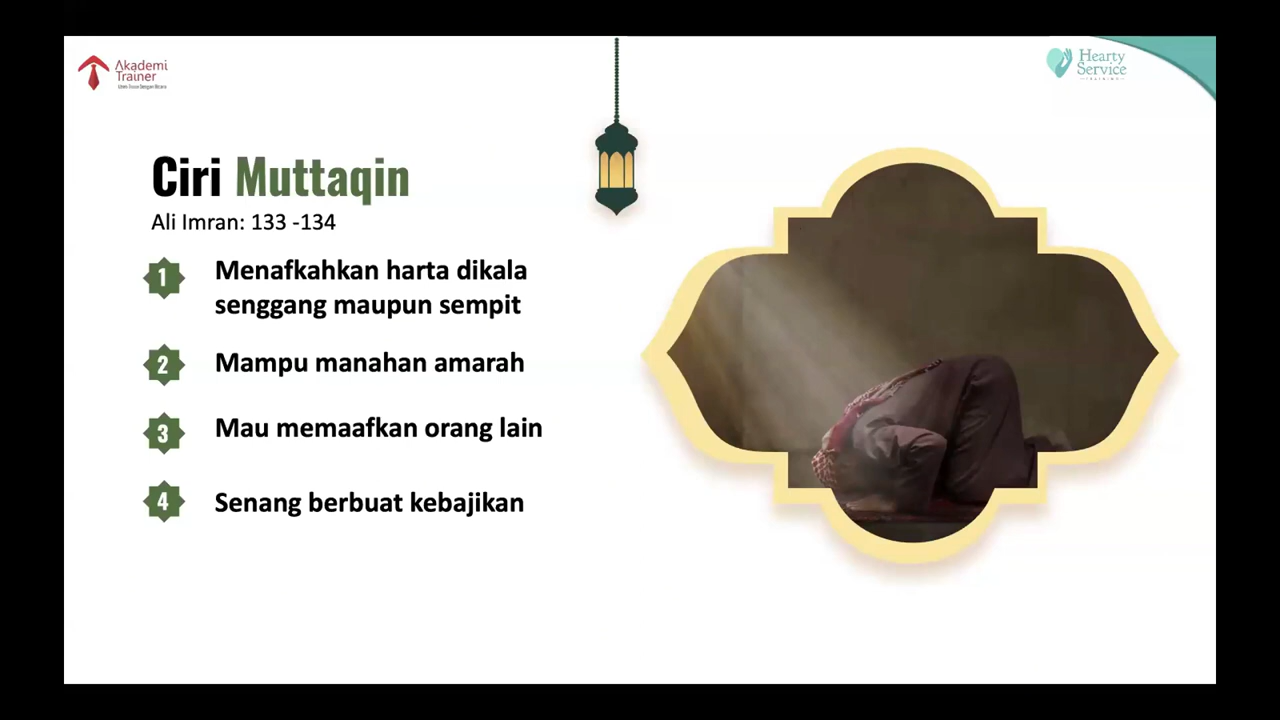 Akademi
Trainer
Hearty
Service
TRAINING
Ciri Muttaqin
Ali Imran: 133 -134
1 Menafkahkan harta dikala
senggang maupun sempit
2 Mampu manahan amarah
3 Mau memaafkan orang lain
4 Senang berbuat kebajikan